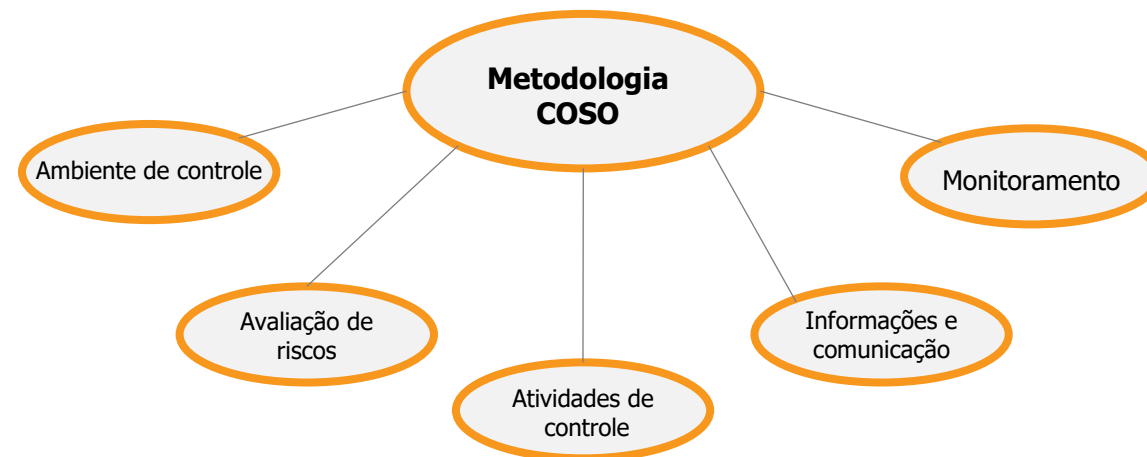 Metodologia
COSO
Ambiente de controle
Monitoramento
Avaliação de
riscos
Informações e
comunicação
Atividades de
controle